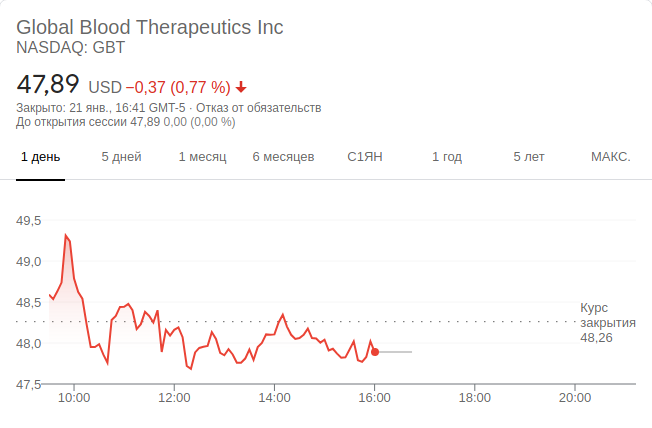 Global Blood Therapeutics Inc
NASDAQ: GBT
47,89 USD −0,37 (0,77 %)
Закрыто: 21 янв., 16:41 GMT-5 · Отказ от обязательств
До открытия сессии 47,89 0,00 (0,00 %)
1 день 5 дней 1 месяц 6 месяцев С1ЯН 1 год 5 лет МАКС.
49,5
49,0
48,5
Курс
закрытия
48,26
48,0
47,5
10:00 12:00 14:00 16:00 18:00 20:00